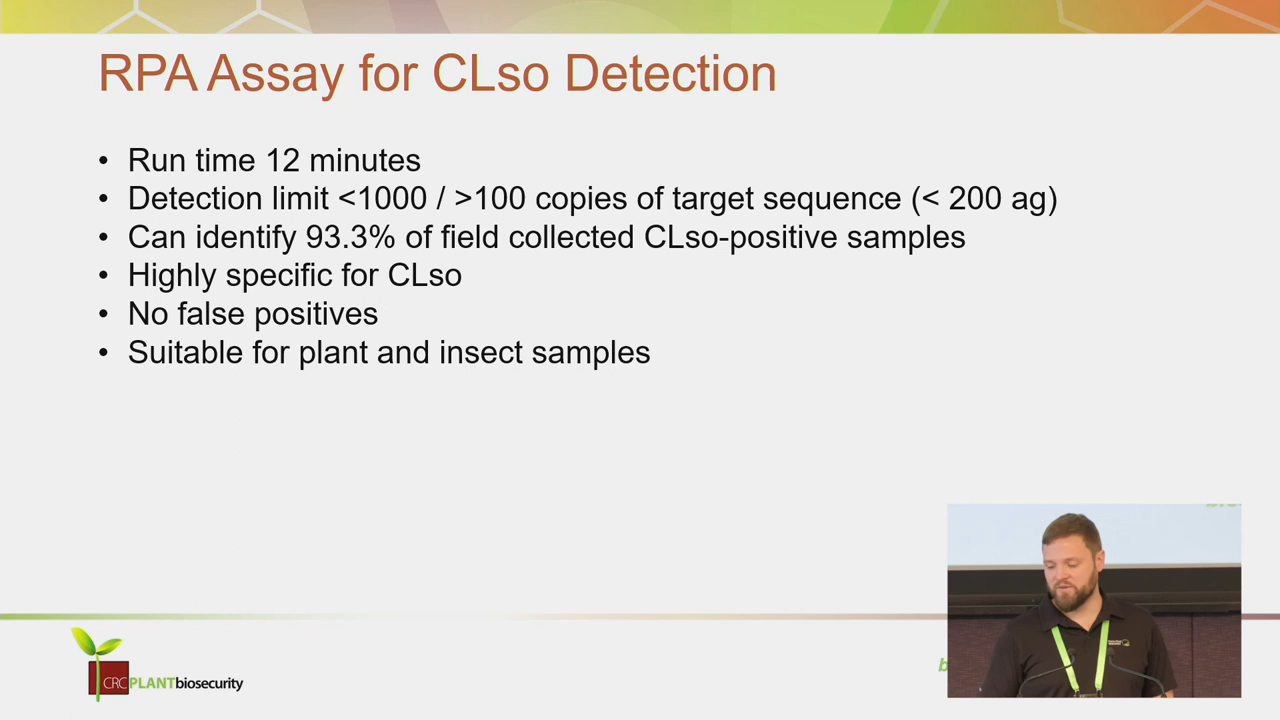 RPA Assay for CLso Detection
• Run time 12 minutes
• Detection limit <1000 / >100 copies of target sequence (< 200 ag)
• Can identify 93.3% of field collected CLso-positive samples
• Highly specific for CLso
• No false positives
• Suitable for plant and insect samples
CRCPLANTbiosecurity